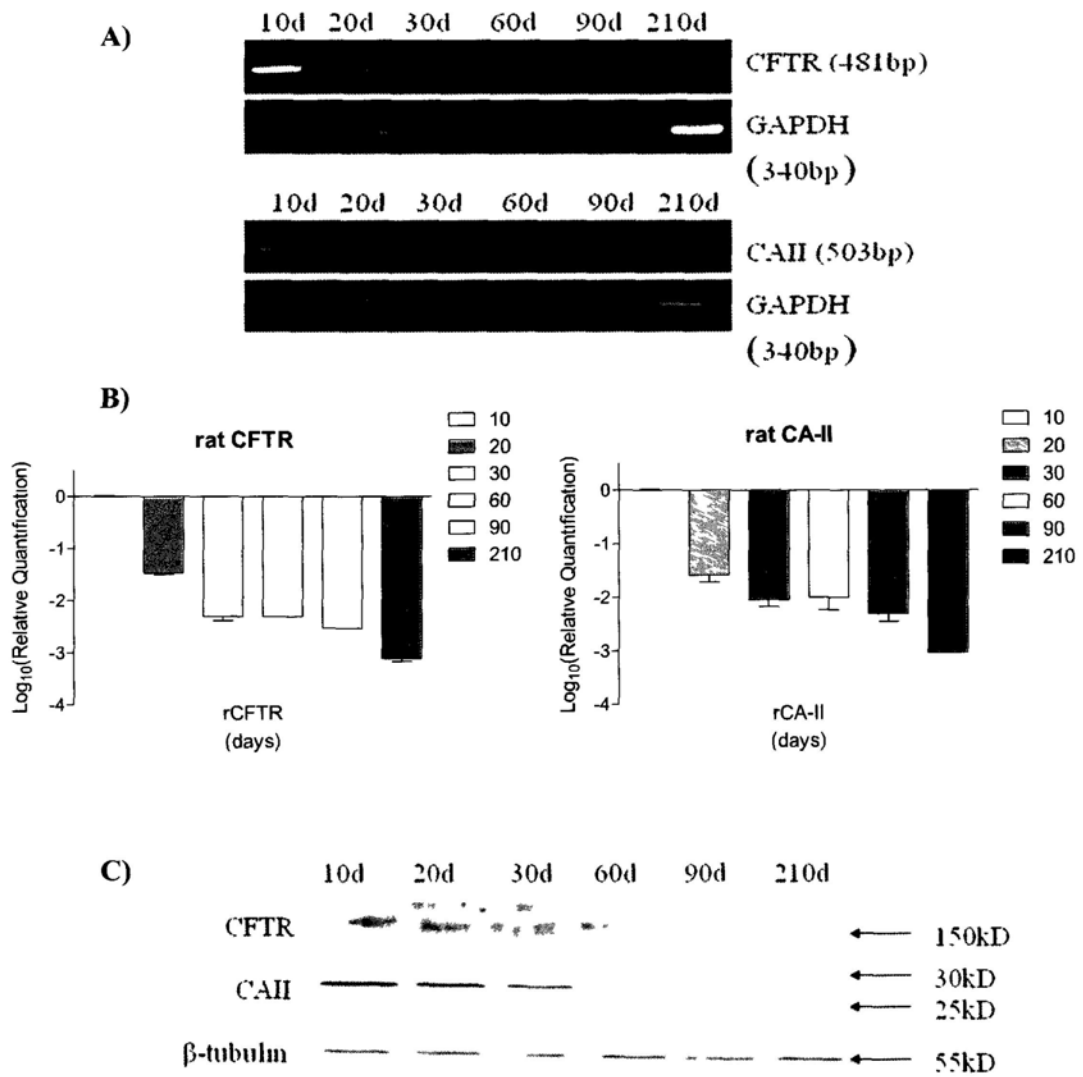 A)
10d 20d 30d 60d 90d 210d
CFTR (481bp)
GAPDH
(340bp)
10d 20d 30d 60d 90d 210d
CAII (503bp)
GAPDH
(340bp)
B)
rat CFTR
10
20
30
60
90
210
Log10(Relative Quantification)
0
-1
-2
-3
-4
rCFTR
(days)
rat CA-II
10
20
30
60
90
210
Log10(Relative Quantification)
0
-1
-2
-3
-4
rCA-II
(days)
C)
10d 20d 30d 60d 90d 210d
CFTR
150kD
CAII
30kD
25kD
β-tubulm
55kD